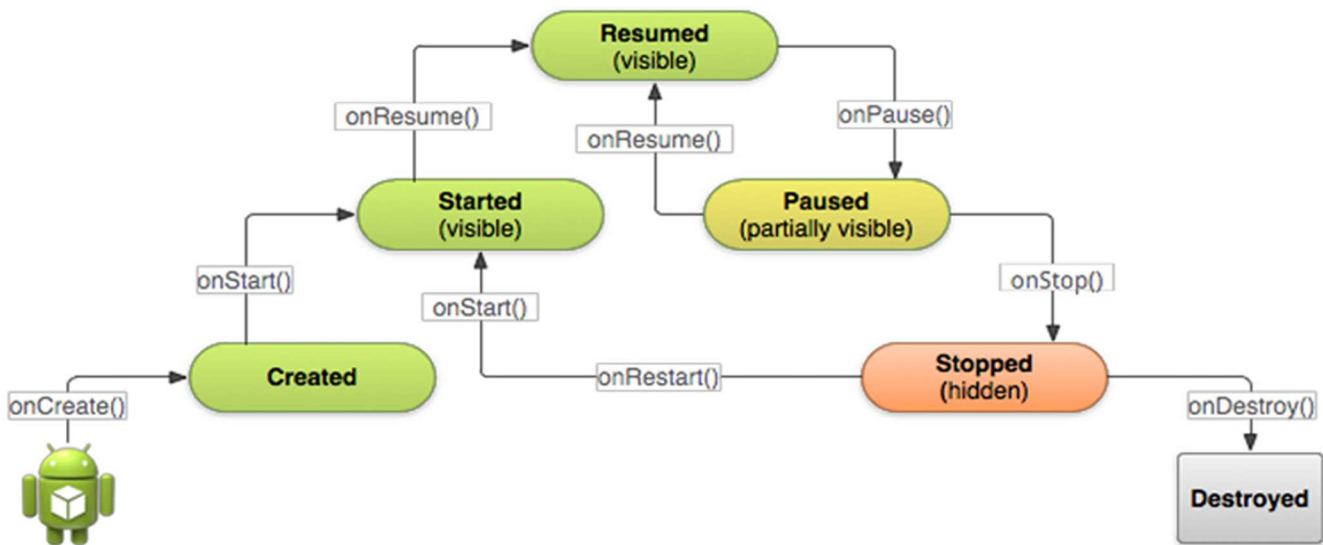 Resumed
(visible)
onResume()
onResume()
onPause()
Started
(visible)
Paused
(partially visible)
onStart()
onStart()
onStop()
Created
onRestart()
Stopped
(hidden)
onCreate()
onDestroy()
Destroyed